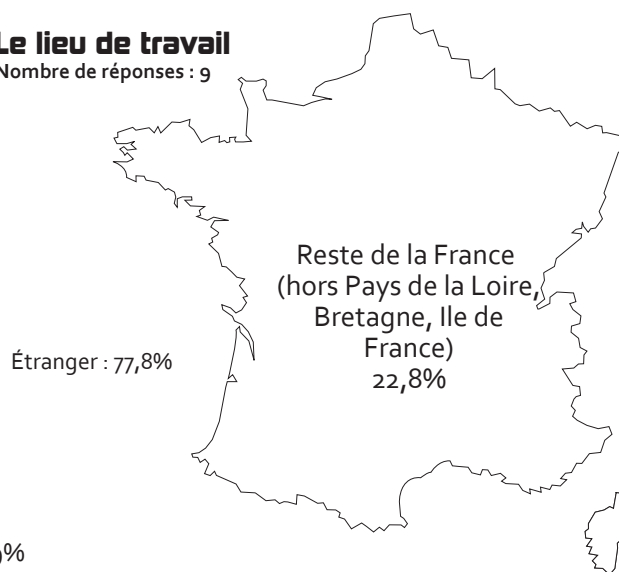 Le lieu de travail
Nombre de réponses : 9
Reste de la France
(hors Pays de la Loire,
Bretagne, Ile de
France)
22,8%
Étranger : 77,8%
%